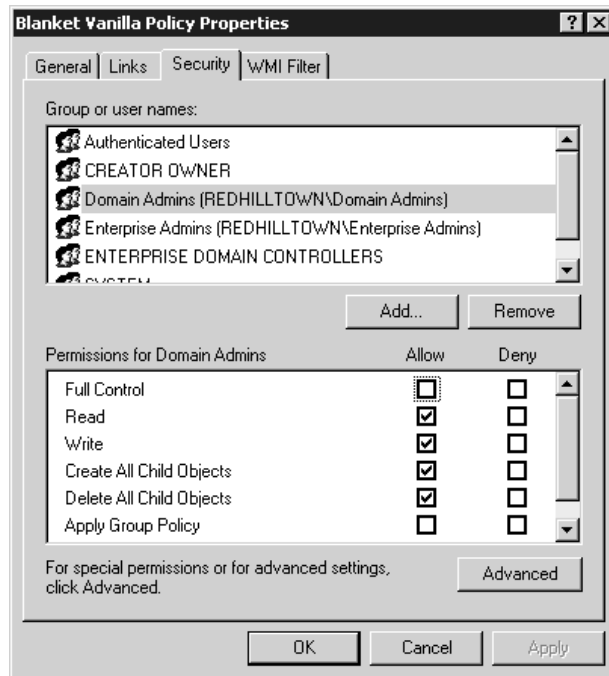 Blanket Vanilla Policy Properties
General Links Security WMI Filter
Group or user names:
Authenticated Users
CREATOR OWNER
Domain Admins (REDHILLTOWN\Domain Admins)
Enterprise Admins (REDHILLTOWN\Enterprise Admins)
ENTERPRISE DOMAIN CONTROLLERS
SYSTEM
Add... Remove
Permissions for Domain Admins Allow Deny
Full Control
Read
Write
Create All Child Objects
Delete All Child Objects
Apply Group Policy
For special permissions or for advanced settings,
click Advanced.
Advanced
OK Cancel Apply